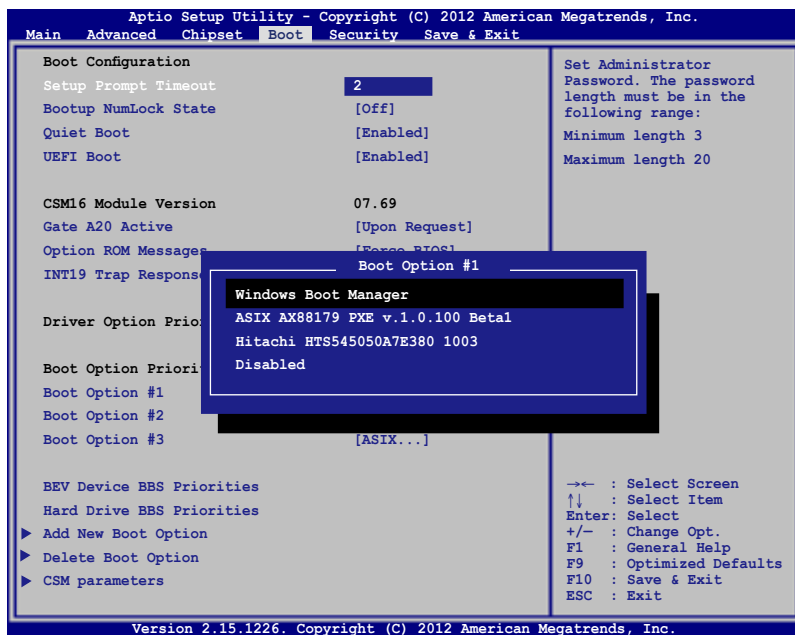 Aptio Setup Utility - Copyright (C) 2012 American Megatrends, Inc.
Main Advanced Chipset Boot Security Save & Exit
Boot Configuration
Setup Prompt Timeout 2
Bootup NumLock State [Off]
Quiet Boot [Enabled]
UEFI Boot [Enabled]
CSM16 Module Version 07.69
Gate A20 Active [Upon Request]
Option ROM Messages [Force BIOS]
INT19 Trap Response
Driver Option Prio
Boot Option Priori
Boot Option #1
Boot Option #2
Boot Option #3 [ASIX...]
BEV Device BBS Priorities
Hard Drive BBS Priorities
Add New Boot Option
Delete Boot Option
CSM parameters
Boot Option #1
Windows Boot Manager
ASIX AX88179 PXE v.1.0.100 Beta1
Hitachi HTS545050A7E380 1003
Disabled
Set Administrator
Password. The password
length must be in the
following range:
Minimum length 3
Maximum length 20
→← : Select Screen
↑↓ : Select Item
Enter: Select
+/— : Change Opt.
F1 : General Help
F9 : Optimized Defaults
F10 : Save & Exit
ESC : Exit
Version 2.15.1226. Copyright (C) 2012 American Megatrends, Inc.